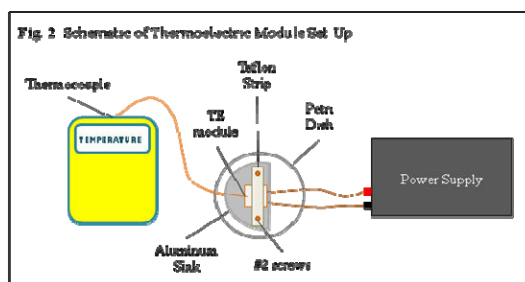 Fig. 2 Schematic of Thermoelectric Module Set Up
Teflon
Strip
Thermocouple
TE
module
Petri
Dish
TEMPERATURE
Power Supply
Aluminum
Sink
#2 screws